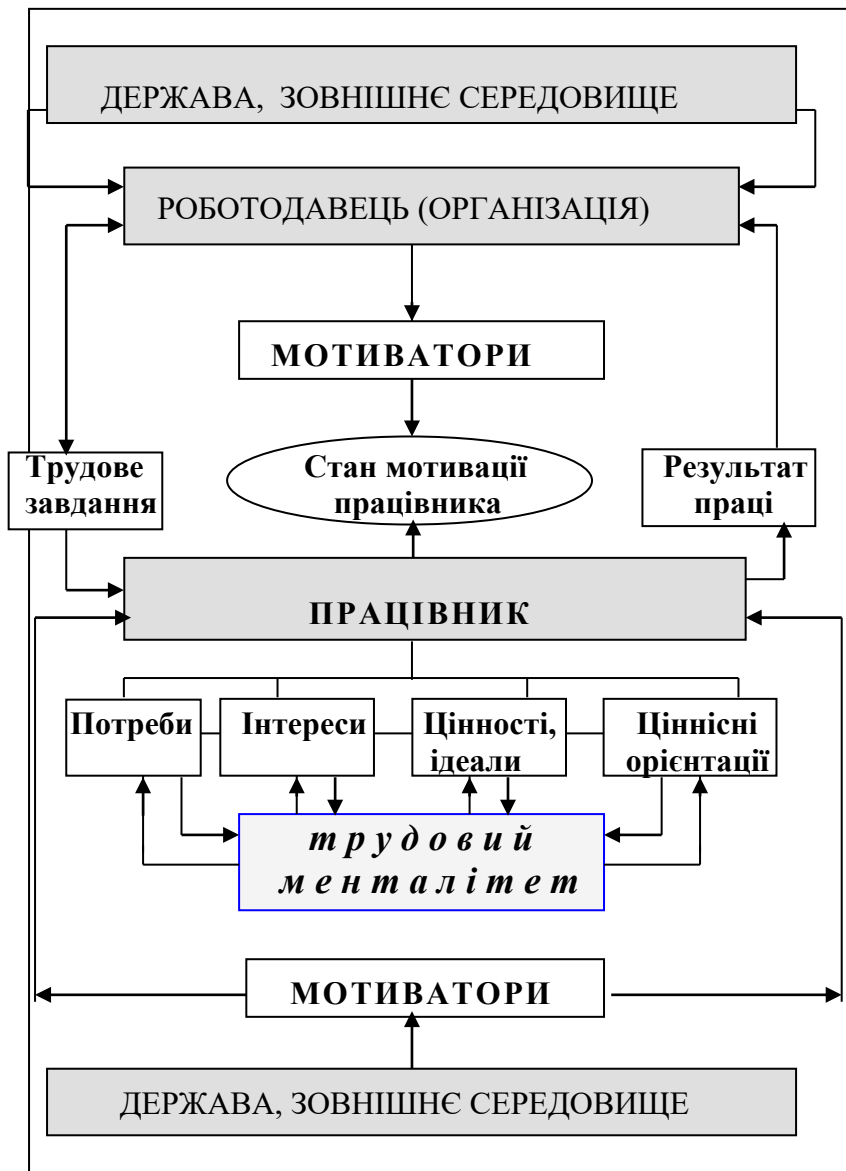 ДЕРЖАВА, ЗОВНІШНЄ СЕРЕДОВИЩЕ
РОБОТОДАВЕЦЬ (ОРГАНІЗАЦІЯ)
МОТИВАТОРИ
Трудове
завдання
Стан мотивації
працівника
Результат
праці
ПРАЦІВНИК
Потреби
Інтереси
Цінності,
ідеали
Ціннісні
орієнтації
трудовий
менталітет
МОТИВАТОРИ
ДЕРЖАВА, ЗОВНІШНЄ СЕРЕДОВИЩЕ